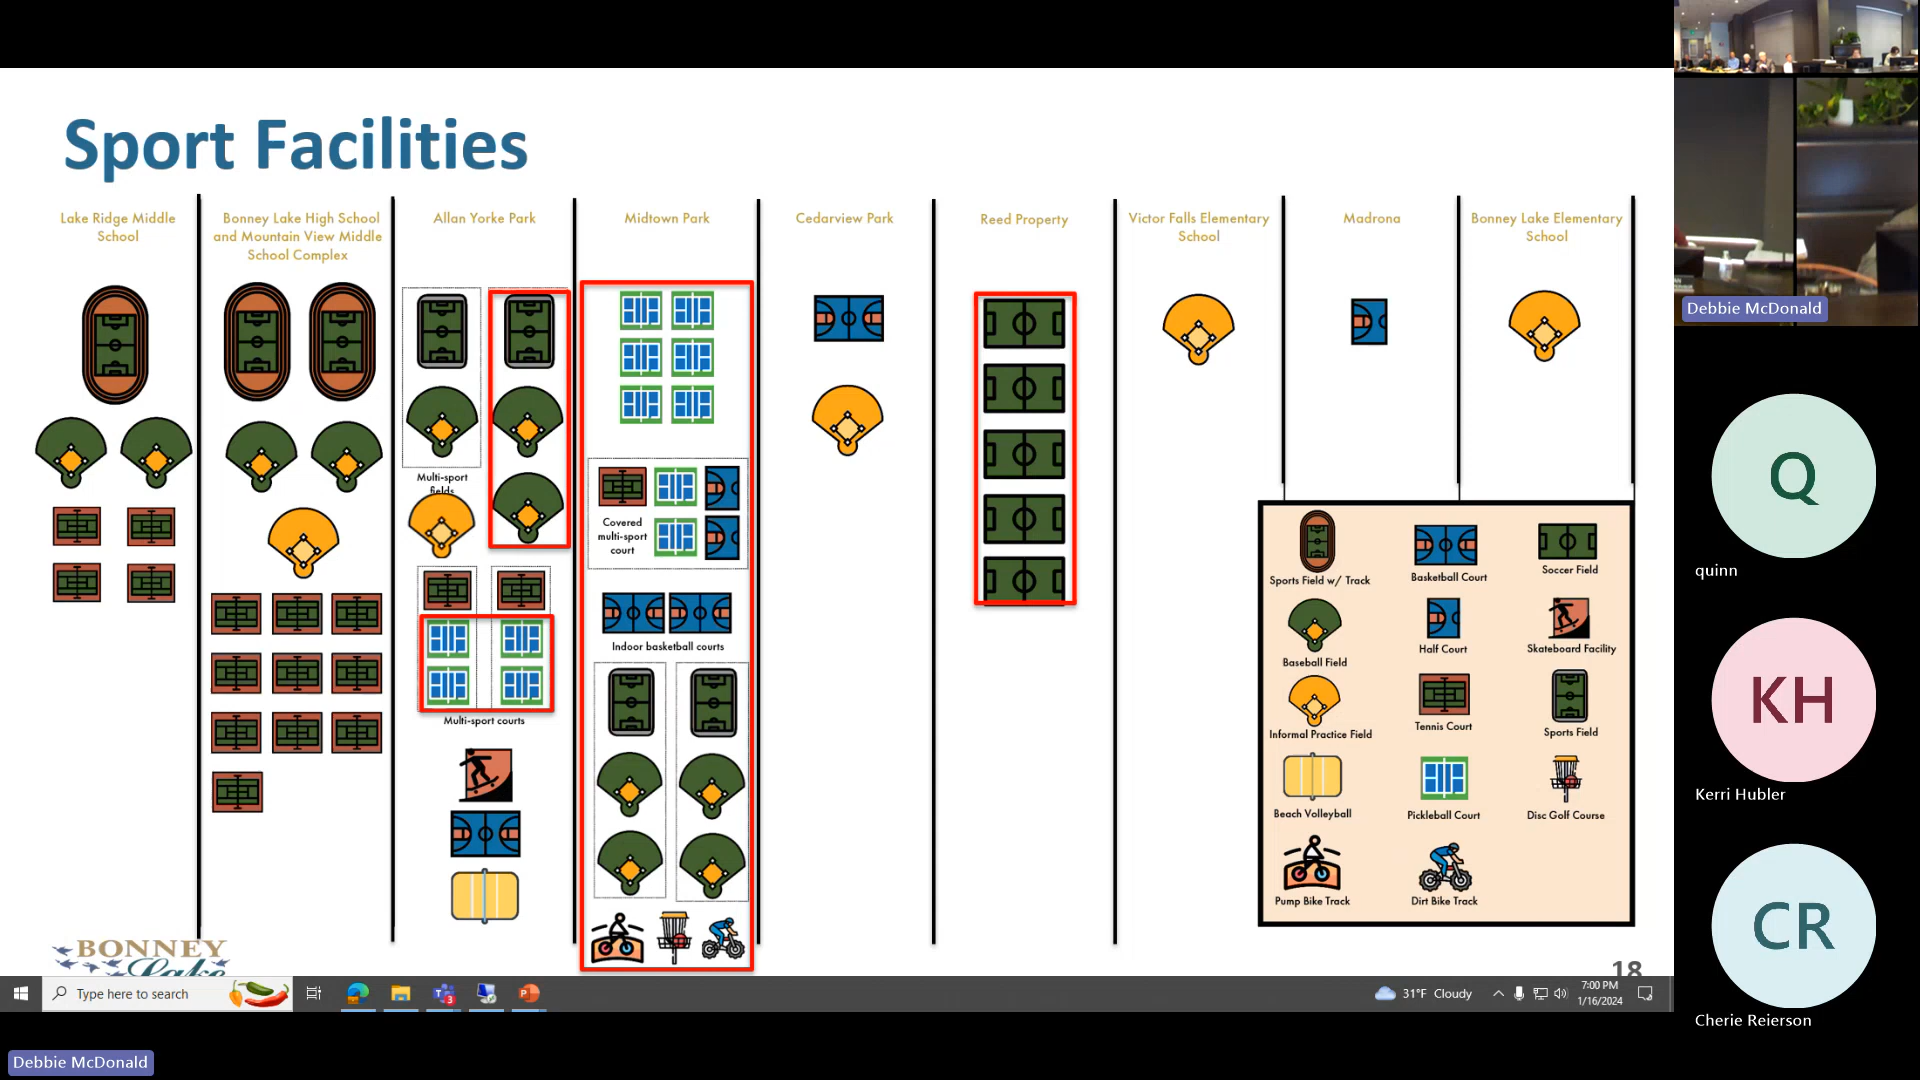 Sport Facilities
Lake Ridge Middle
School
Bonney Lake High School
and Mountain View Middle
School Complex
Allan Yorke Park
Midtown Park
Cedarview Park
Reed Property
Victor Falls Elementary
School
Madrona
Bonney Lake Elementary
School
Multi-sport
fields
Multi-sport courts
Covered
multi-sport
court
Indoor basketball courts
Sports Field w/ Track
Basketball Court
Soccer Field
Baseball Field
Half Court
Skateboard Facility
Informal Practice Field
Tennis Court
Sports Field
Beach Volleyball
Pickleball Court
Disc Golf Course
Pump Bike Track
Dirt Bike Track
BONNEY
Lake
18
Type here to search
3
31°F Cloudy
7:00 PM
1/16/2024
Debbie McDonald
Q
quinn
KH
Kerri Hubler
CR
Cherie Reierson
Debbie McDonald